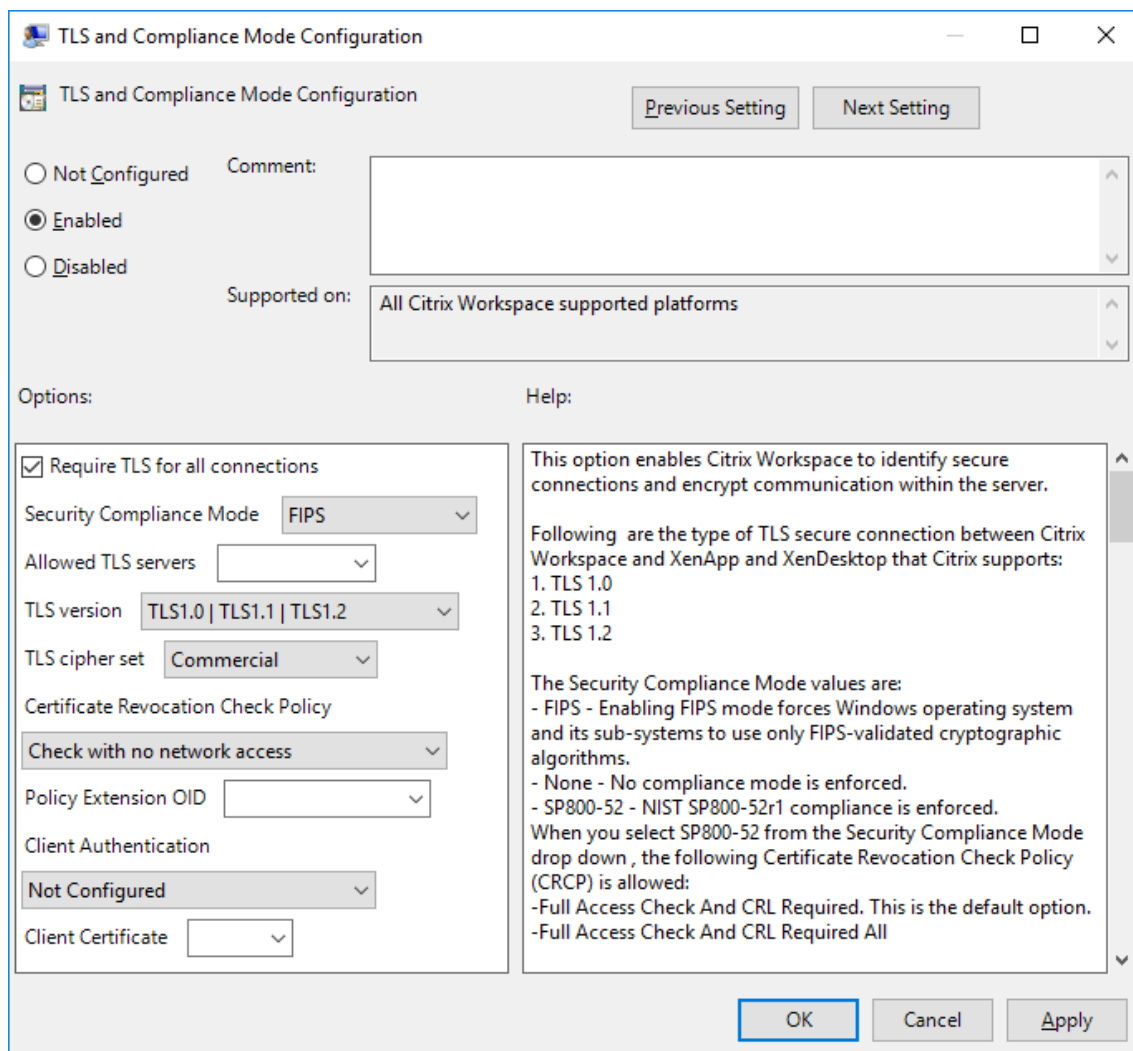 TLS and Compliance Mode Configuration
TLS and Compliance Mode Configuration
Previous Setting
Next Setting
Not Configured
Enabled
Disabled
Comment:
Supported on:
All Citrix Workspace supported platforms
Options:
Help:
Require TLS for all connections
Security Compliance Mode FIPS
Allowed TLS servers
TLS version TLS1.0 | TLS1.1 | TLS1.2
TLS cipher set Commercial
Certificate Revocation Check Policy
Check with no network access
Policy Extension OID
Client Authentication
Not Configured
Client Certificate
This option enables Citrix Workspace to identify secure
connections and encrypt communication within the server.
Following  are the type of TLS secure connection between Citrix
Workspace and XenApp and XenDesktop that Citrix supports:
1. TLS 1.0
2. TLS 1.1
3. TLS 1.2
The Security Compliance Mode values are:
- FIPS - Enabling FIPS mode forces Windows operating system
and its sub-systems to use only FIPS-validated cryptographic
algorithms.
- None - No compliance mode is enforced.
- SP800-52 - NIST SP800-52r1 compliance is enforced.
When you select SP800-52 from the Security Compliance Mode
drop down , the following Certificate Revocation Check Policy
(CRCP) is allowed:
-Full Access Check And CRL Required. This is the default option.
-Full Access Check And CRL Required All
OK
Cancel
Apply